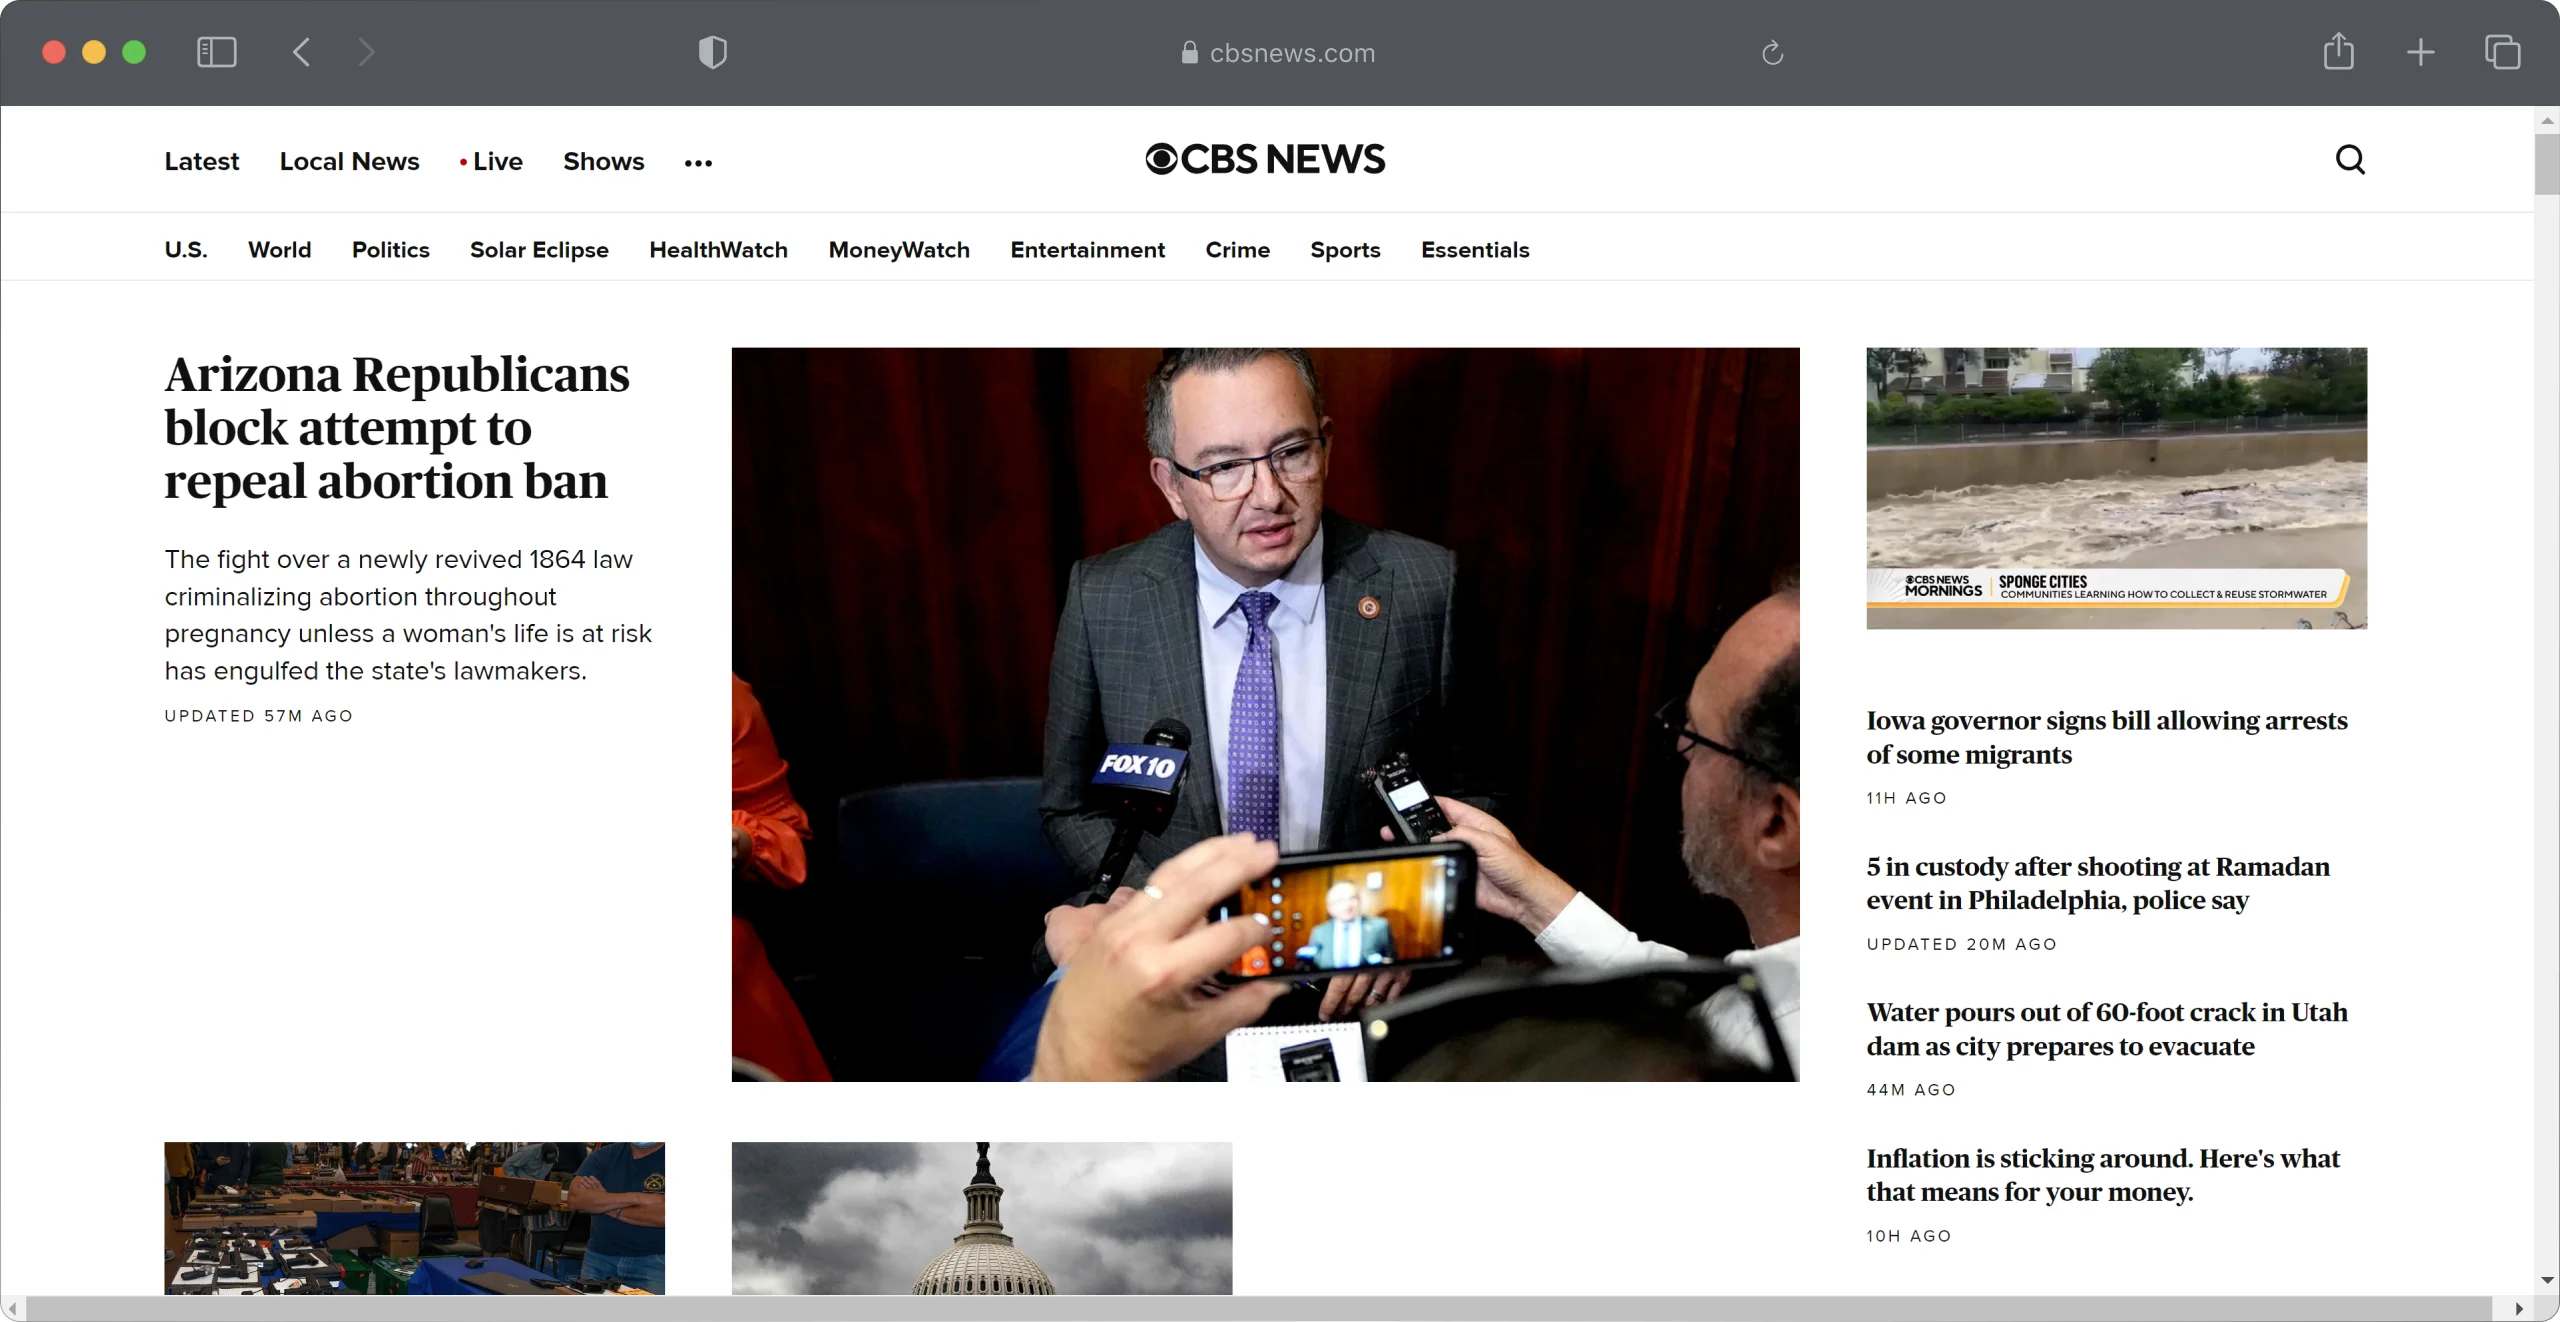 cbsnews.com
Latest
Local News
Live
Shows
CBS NEWS
U.S.
World
Politics
Solar Eclipse
HealthWatch
MoneyWatch
Entertainment
Crime
Sports
Essentials
Arizona Republicans
block attempt to
repeal abortion ban
The fight over a newly revived 1864 law
criminalizing abortion throughout
pregnancy unless a woman's life is at risk
has engulfed the state's lawmakers.
UPDATED 57M AGO
FOX 10
CBS NEWS
MORNINGS
SPONGE CITIES
COMMUNITIES LEARNING HOW TO COLLECT & REUSE STORMWATER
Iowa governor signs bill allowing arrests
of some migrants
11H AGO
5 in custody after shooting at Ramadan
event in Philadelphia, police say
UPDATED 20M AGO
Water pours out of 60-foot crack in Utah
dam as city prepares to evacuate
44M AGO
Inflation is sticking around. Here's what
that means for your money.
10H AGO